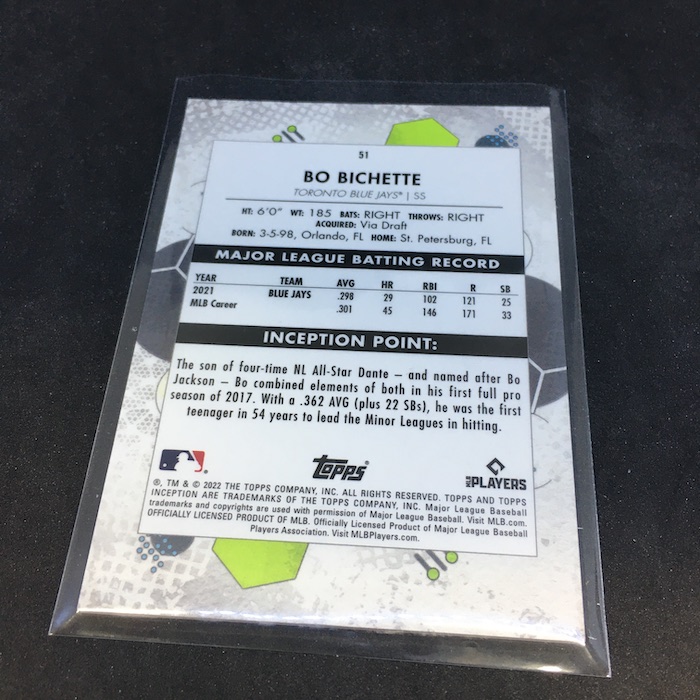 51
BO BICHETTE
TORONTO BLUE JAYS® | SS
HT: 6'0" WT: 185 BATS: RIGHT THROWS: RIGHT
ACQUIRED: Via Draft
BORN: 3-5-98, Orlando, FL HOME: St. Petersburg, FL
MAJOR LEAGUE BATTING RECORD
YEAR TEAM AVG HR RBI R SB
2021 BLUE JAYS .298 29 102 121 25
MLB Career .301 45 146 171 33
INCEPTION POINT:
The son of four-time NL All-Star Dante – and named after Bo
Jackson – Bo combined elements of both in his first full pro
season of 2017. With a .362 AVG (plus 22 SBs), he was the first
teenager in 54 years to lead the Minor Leagues in hitting.
Topps
MLB PLAYERS
®, TM & © 2022 THE TOPPS COMPANY, INC. ALL RIGHTS RESERVED. TOPPS AND TOPPS
INCEPTION ARE TRADEMARKS OF THE TOPPS COMPANY, INC. Major League Baseball
trademarks and copyrights are used with permission of Major League Baseball. Visit MLB.com.
OFFICIALLY LICENSED PRODUCT OF MLB. Officially Licensed Product of Major League Baseball
Players Association. Visit MLBPlayers.com.